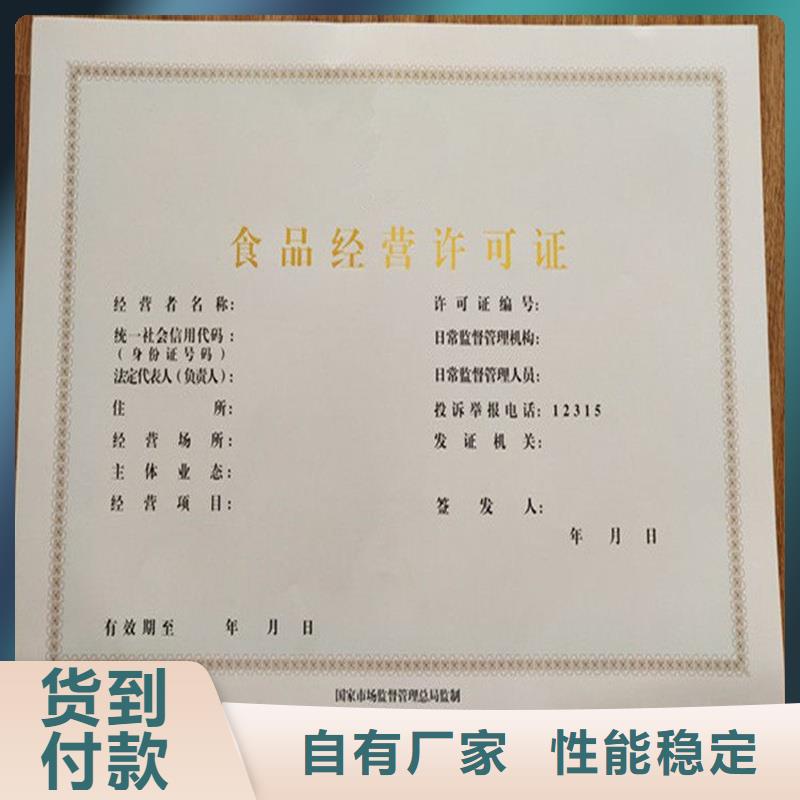 食品经营许可证
经营者名称:
许可证编号:
统一社会信用代码:
(身份证号码)
日常监督管理机构:
法定代表人(负责人):
日常监督管理人员:
住所:
投诉举报电话:12315
经营场所:
发证机关:
主体业态:
经营项目:
签发人:
年 月 日
有效期至 年 月 日
国家市场监督管理总局监制
货到
付款
自有厂家 性能稳定